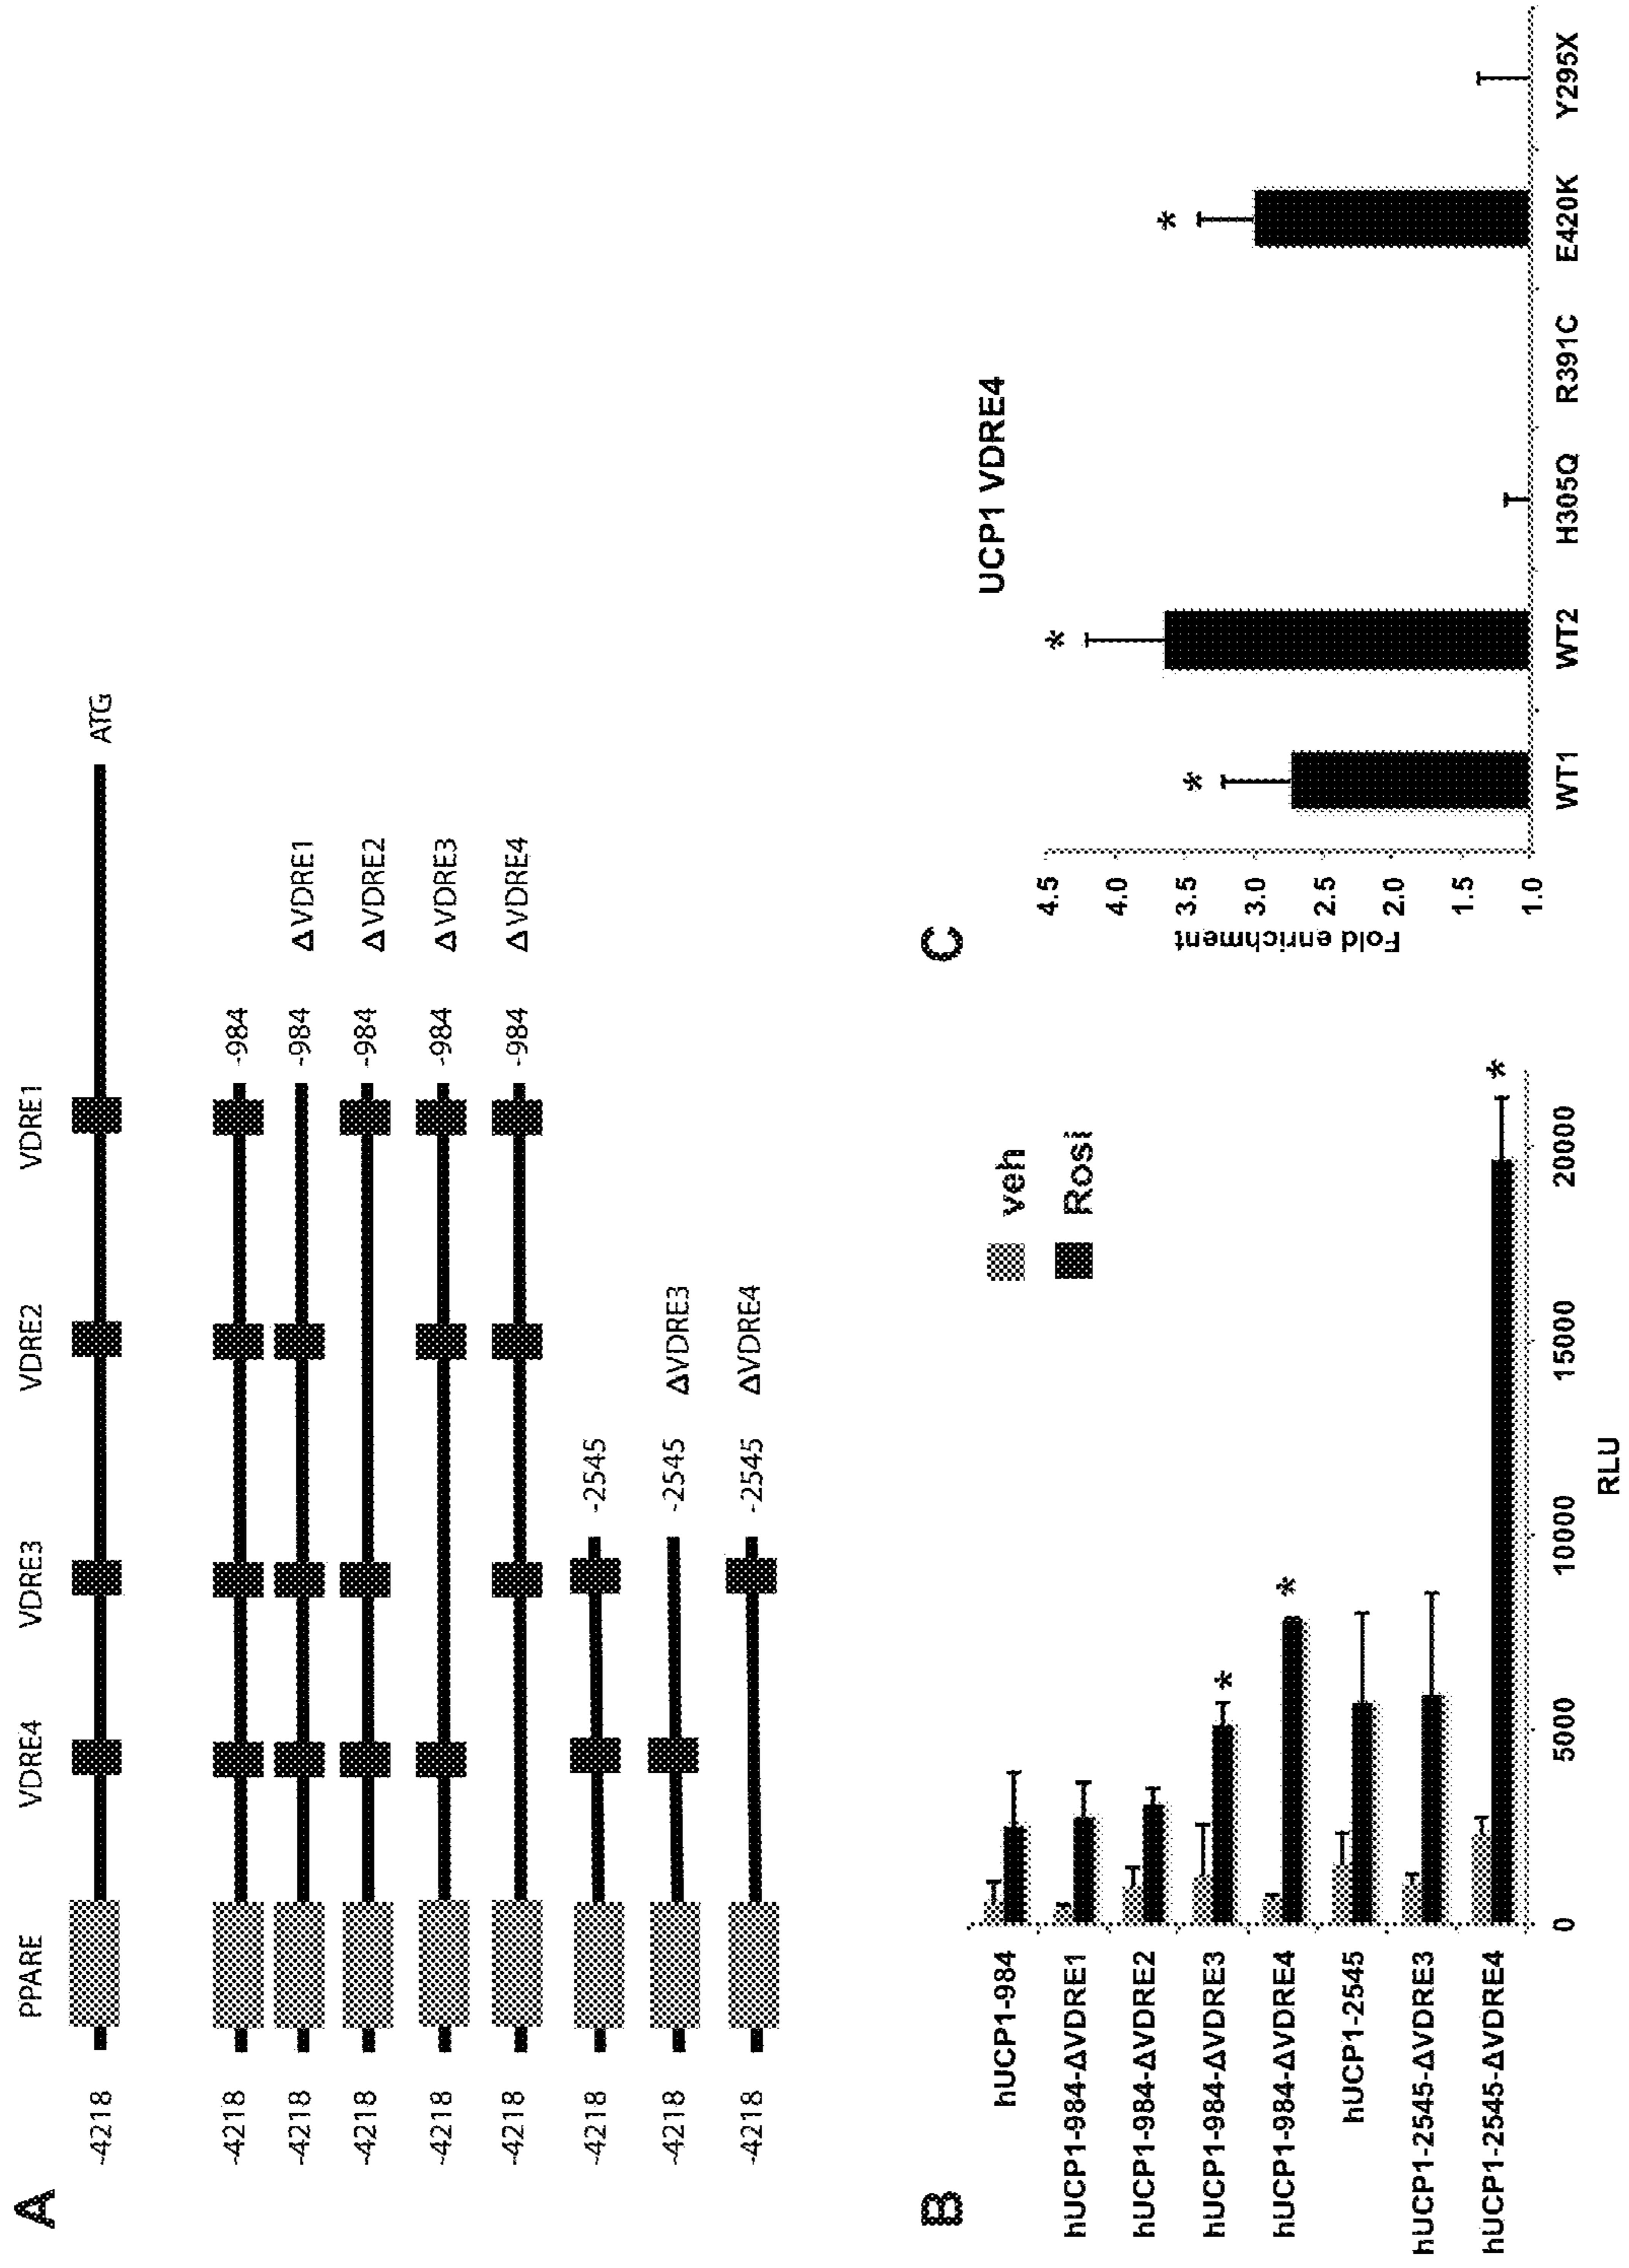 A
PPARE VDRE4 VDRE3 VDRE2 VDRE1
-4218 ATG
-4218 -984
-4218 -984 ΔVDRE1
-4218 -984 ΔVDRE2
-4218 -984 ΔVDRE3
-4218 -984 ΔVDRE4
-4218 -2545
-4218 -2545 ΔVDRE3
-4218 -2545 ΔVDRE4
B
veh
Rosi
hUCP1-984
hUCP1-984-ΔVDRE1
hUCP1-984-ΔVDRE2
hUCP1-984-ΔVDRE3
*
hUCP1-984-ΔVDRE4
*
hUCP1-2545
hUCP1-2545-ΔVDRE3
hUCP1-2545-ΔVDRE4
*
0 5000 10000 15000 20000
RLU
C
UCP1 VDRE4
Fold enrichment
4.5
4.0
3.5
3.0
2.5
2.0
1.5
1.0
* * *
WT1 WT2 H305Q R391C E420K Y295X